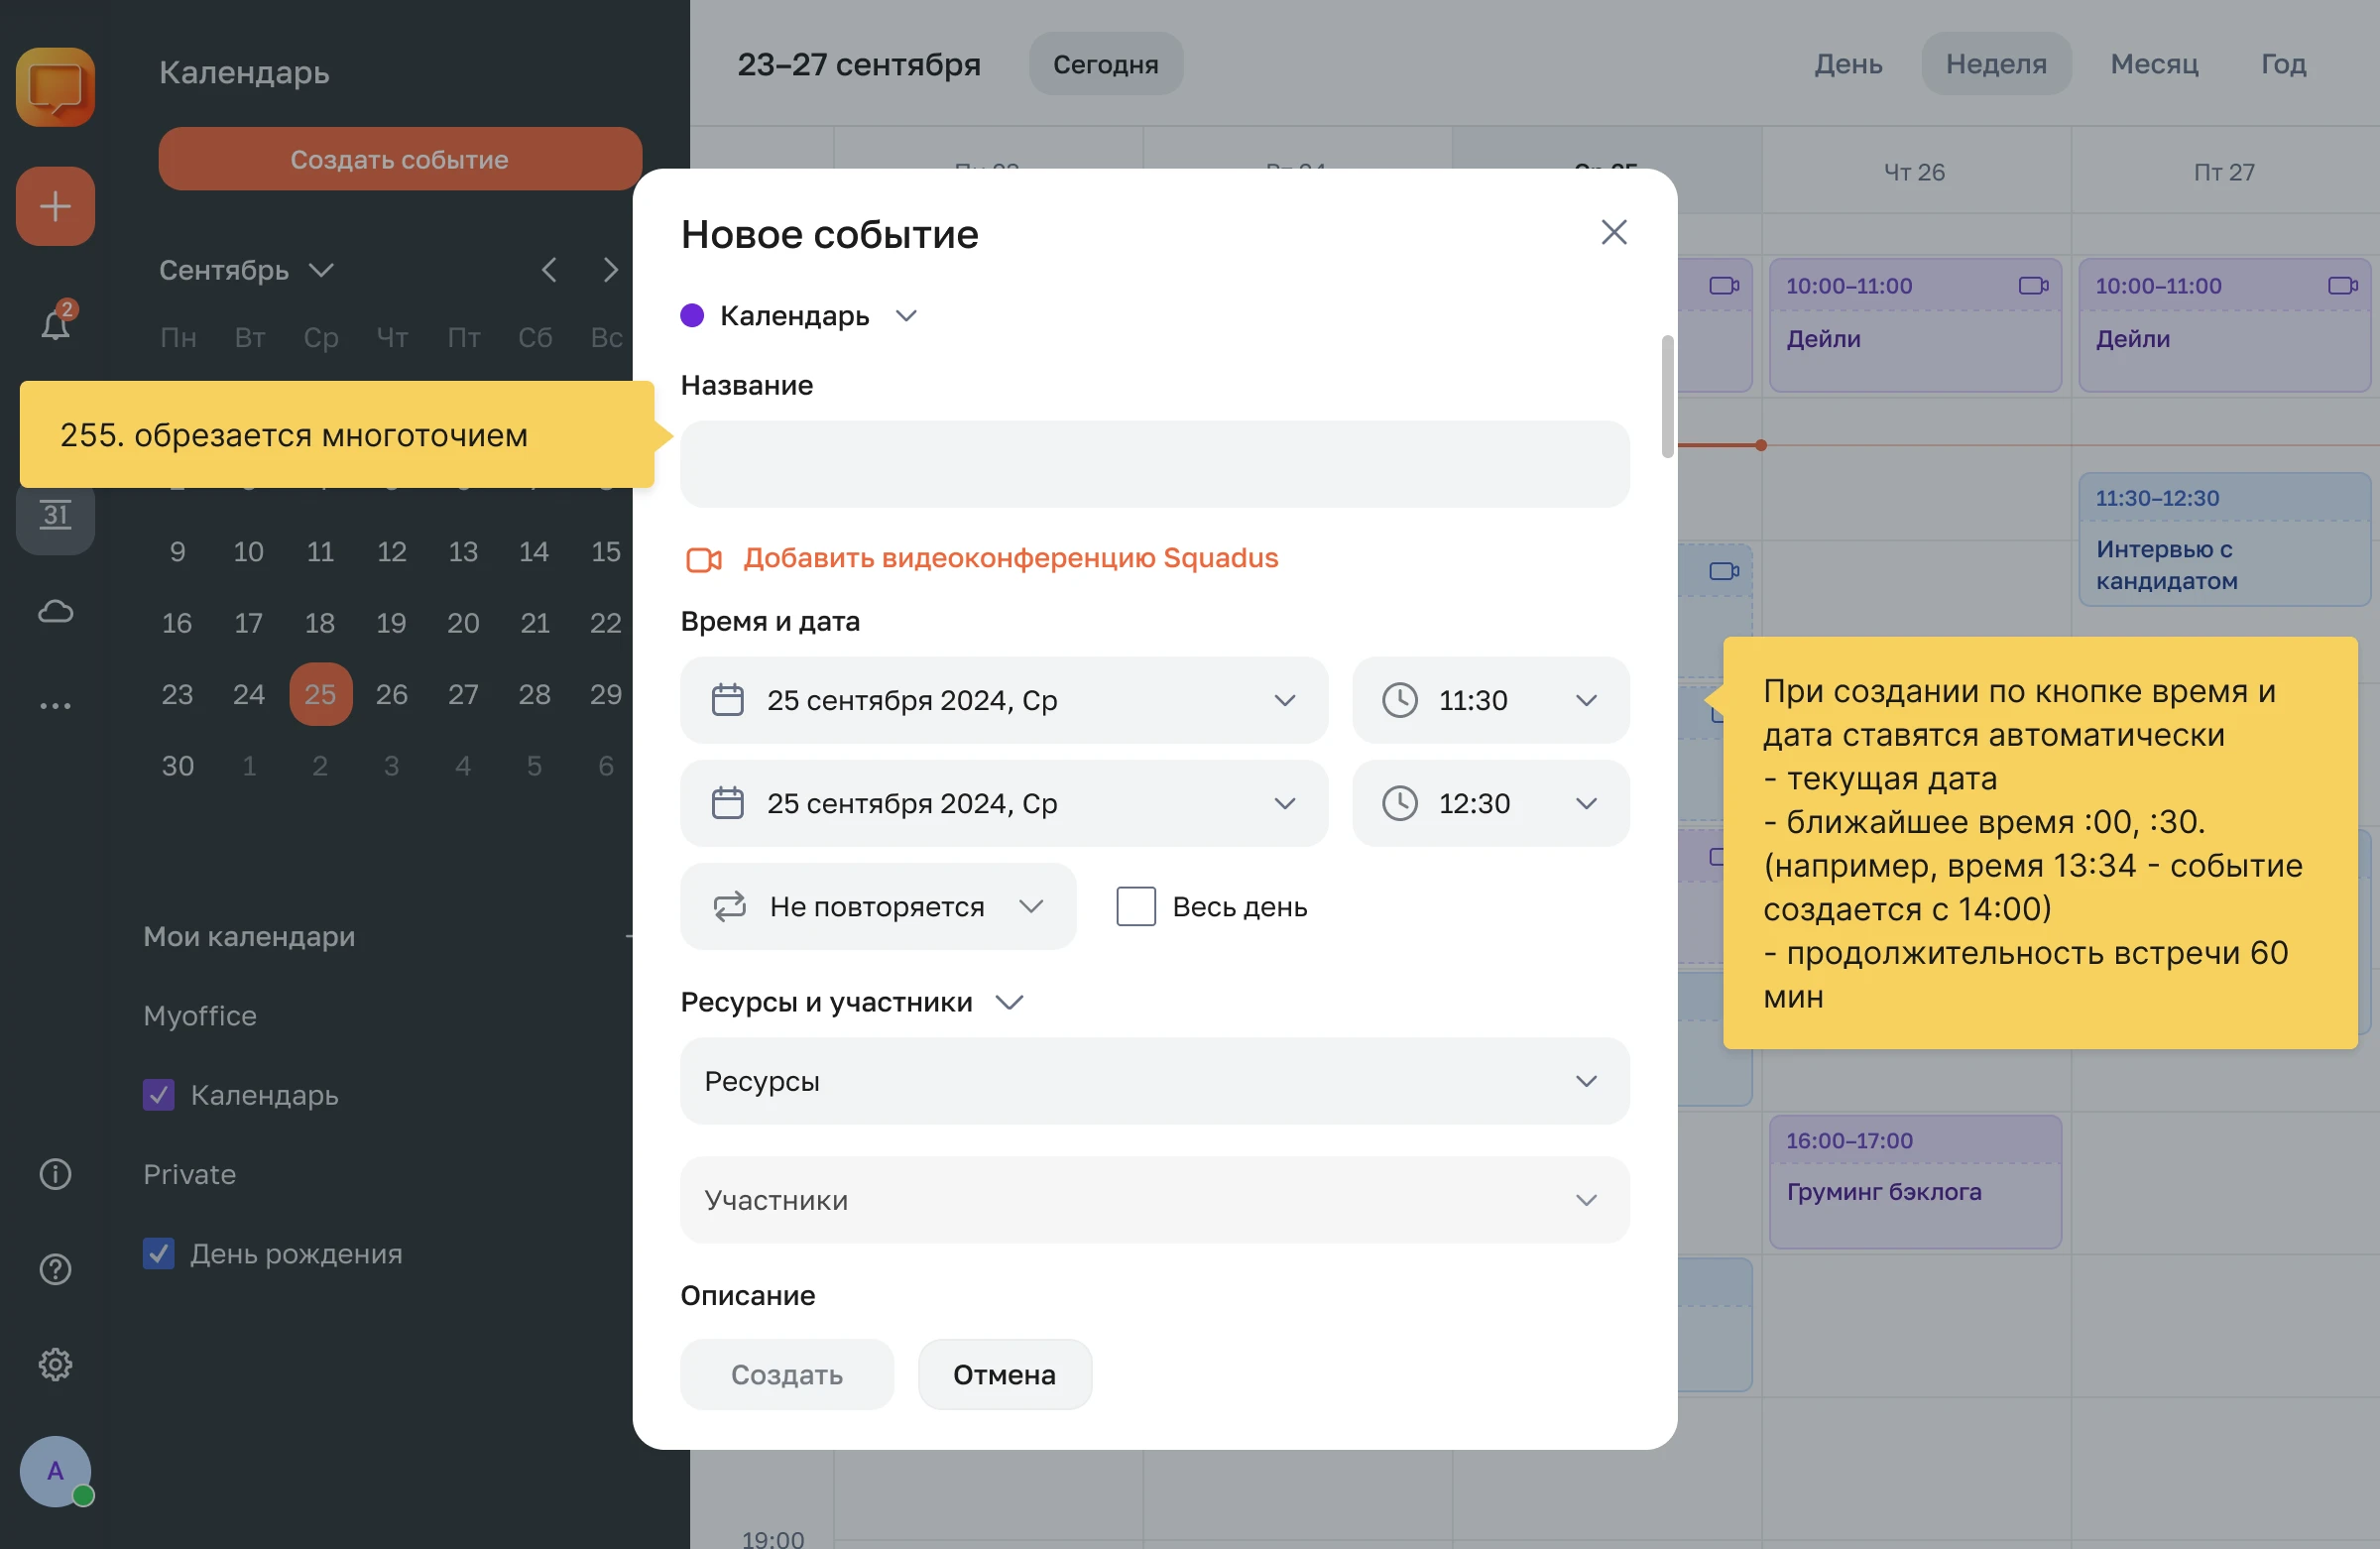 Календарь
Создать событие
2
Сентябрь
Пн Вт Ср Чт Пт Сб Вс
31
9 10 11 12 13 14 15
16 17 18 19 20 21 22
23 24 25 26 27 28 29
30 1 2 3 4 5 6
Мои календари
Myoffice
Календарь
Private
День рождения
A
255. обрезается многоточием
23–27 сентября
Сегодня
День
Неделя
Месяц
Год
Чт 26
Пт 27
Новое событие
Календарь
Название
Добавить видеоконференцию Squadus
Время и дата
25 сентября 2024, Ср
11:30
25 сентября 2024, Ср
12:30
Не повторяется
Весь день
Ресурсы и участники
Ресурсы
Участники
Описание
Создать
Отмена
10:00–11:00
Дейли
10:00–11:00
Дейли
11:30–12:30
Интервью с
кандидатом
При создании по кнопке время и
дата ставятся автоматически
- текущая дата
- ближайшее время :00, :30.
(например, время 13:34 - событие
создается с 14:00)
- продолжительность встречи 60
мин
16:00–17:00
Груминг бэклога
19:00